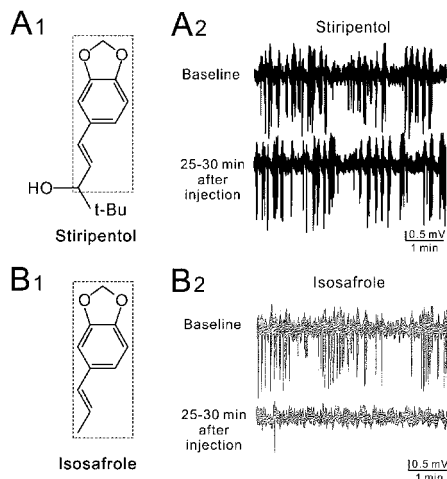 A1
O
O
HO
t-Bu
Stiripentol
A2
Stiripentol
Baseline
25-30 min
after
injection
0.5 mV
1 min
B1
O
O
Isosafrole
B2
Isosafrole
Baseline
25-30 min
after
injection
0.5 mV
1 min